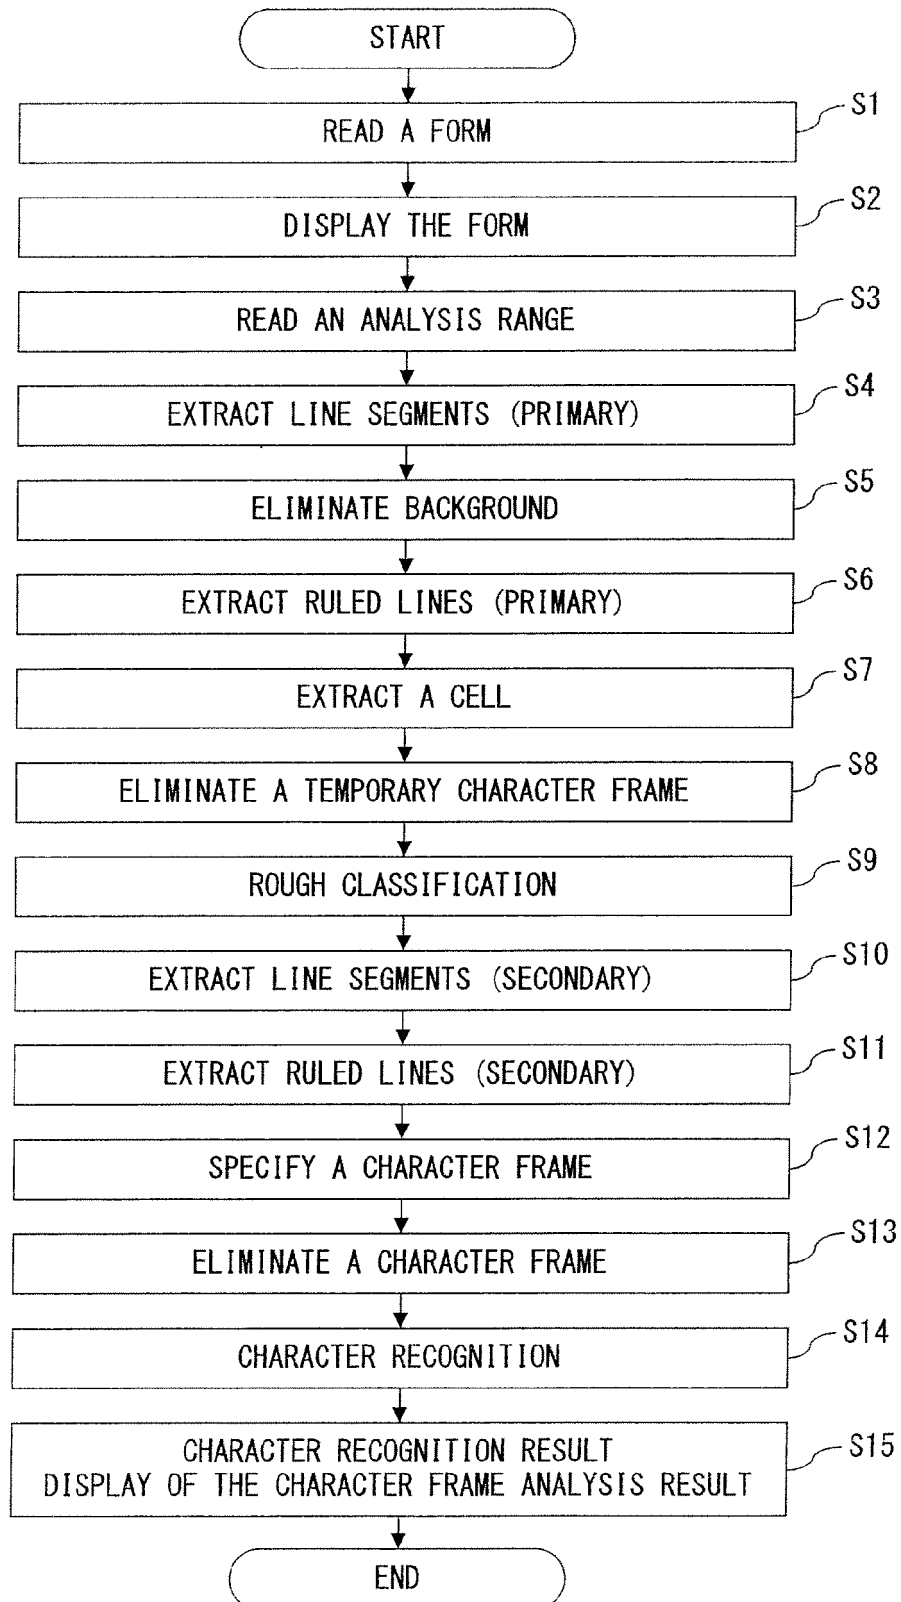 START
READ A FORM
S1
DISPLAY THE FORM
S2
READ AN ANALYSIS RANGE
S3
EXTRACT LINE SEGMENTS (PRIMARY)
S4
ELIMINATE BACKGROUND
S5
EXTRACT RULED LINES (PRIMARY)
S6
EXTRACT A CELL
S7
ELIMINATE A TEMPORARY CHARACTER FRAME
S8
ROUGH CLASSIFICATION
S9
EXTRACT LINE SEGMENTS (SECONDARY)
S10
EXTRACT RULED LINES (SECONDARY)
S11
SPECIFY A CHARACTER FRAME
S12
ELIMINATE A CHARACTER FRAME
S13
CHARACTER RECOGNITION
S14
CHARACTER RECOGNITION RESULT
DISPLAY OF THE CHARACTER FRAME ANALYSIS RESULT
S15
END